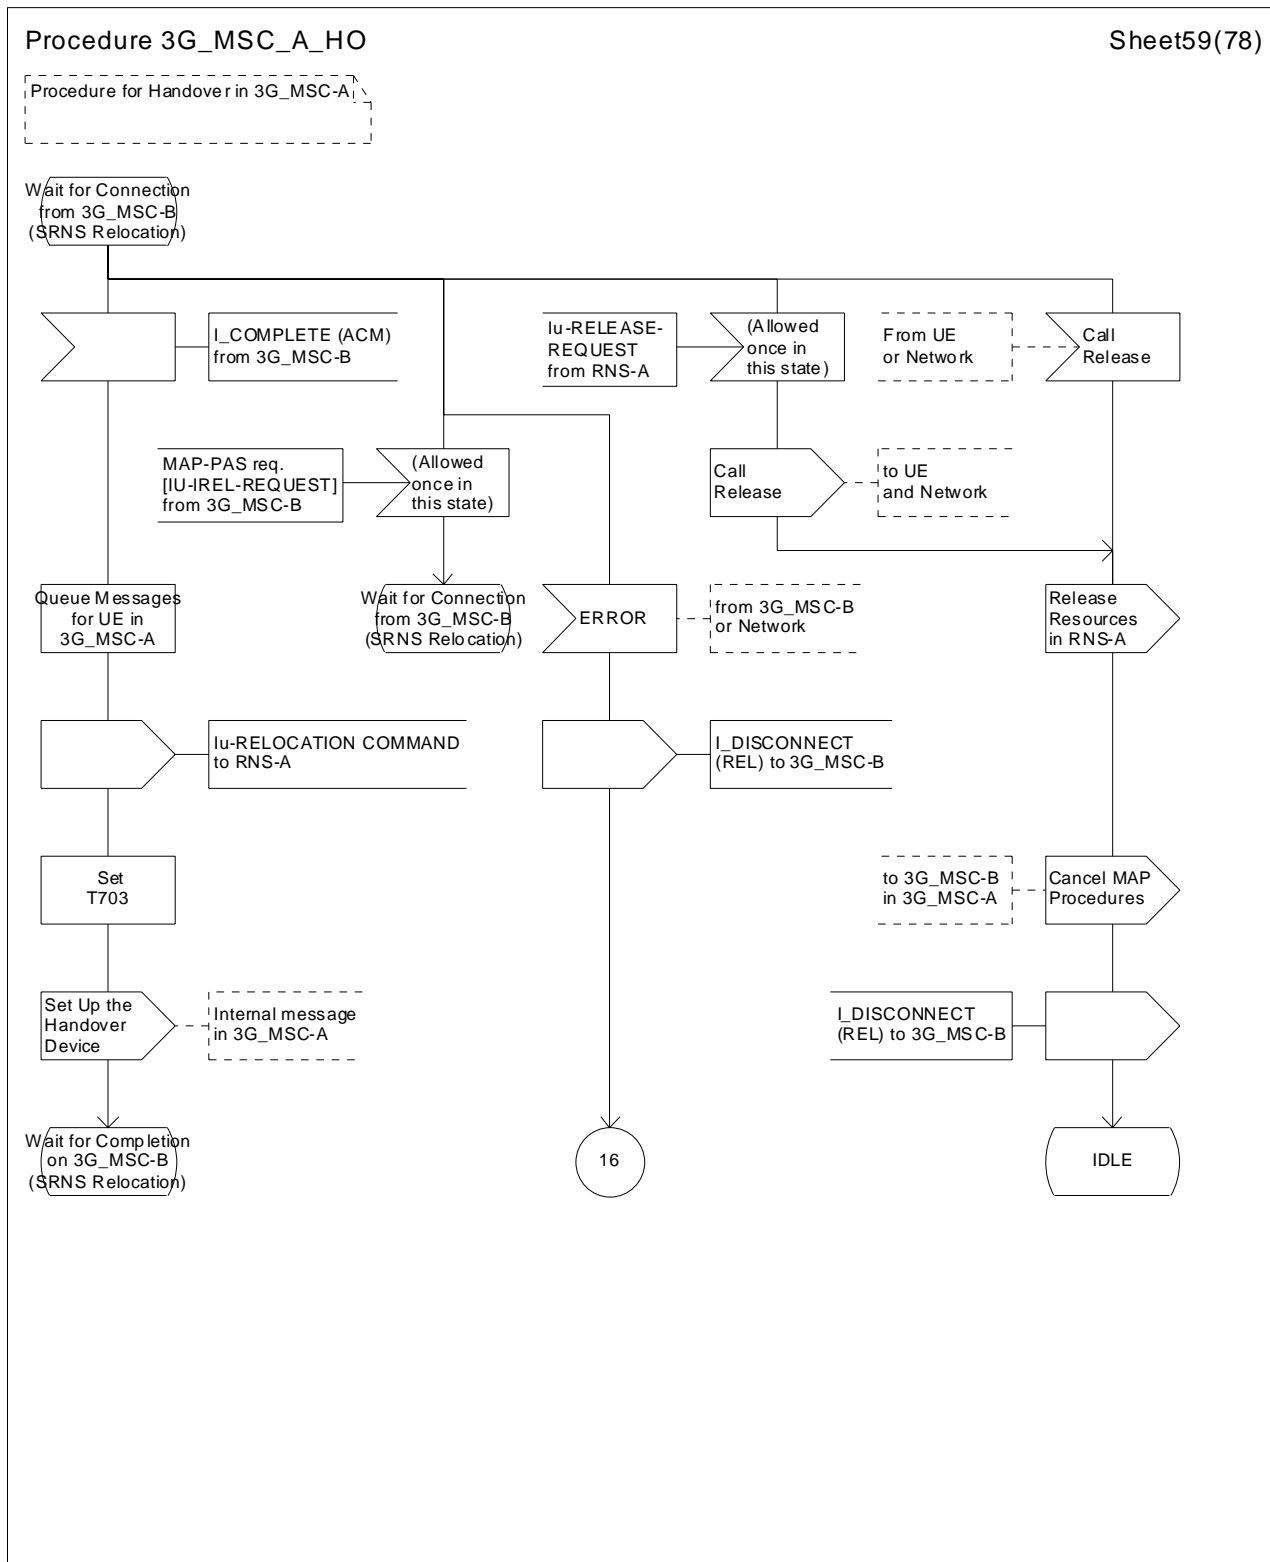 Procedure 3G_MSC_A_HO
Sheet59(78)
Procedure for Handover in 3G_MSC-A
Wait for Connection
from 3G_MSC-B
(SRNS Relocation)
I_COMPLETE (ACM)
from 3G_MSC-B
Iu-RELEASE-
REQUEST
from RNS-A
(Allowed
once in
this state)
From UE
or Network
Call
Release
MAP-PAS req.
[IU-IREL-REQUEST]
from 3G_MSC-B
(Allowed
once in
this state)
Call
Release
to UE
and Network
Queue Messages
for UE in
3G_MSC-A
Wait for Connection
from 3G_MSC-B
(SRNS Relocation)
ERROR
from 3G_MSC-B
or Network
Release
Resources
in RNS-A
Iu-RELOCATION COMMAND
to RNS-A
I_DISCONNECT
(REL) to 3G_MSC-B
Set
T703
to 3G_MSC-B
in 3G_MSC-A
Cancel MAP
Procedures
Set Up the
Handover
Device
Internal message
in 3G_MSC-A
I_DISCONNECT
(REL) to 3G_MSC-B
Wait for Completion
on 3G_MSC-B
(SRNS Relocation)
16
IDLE